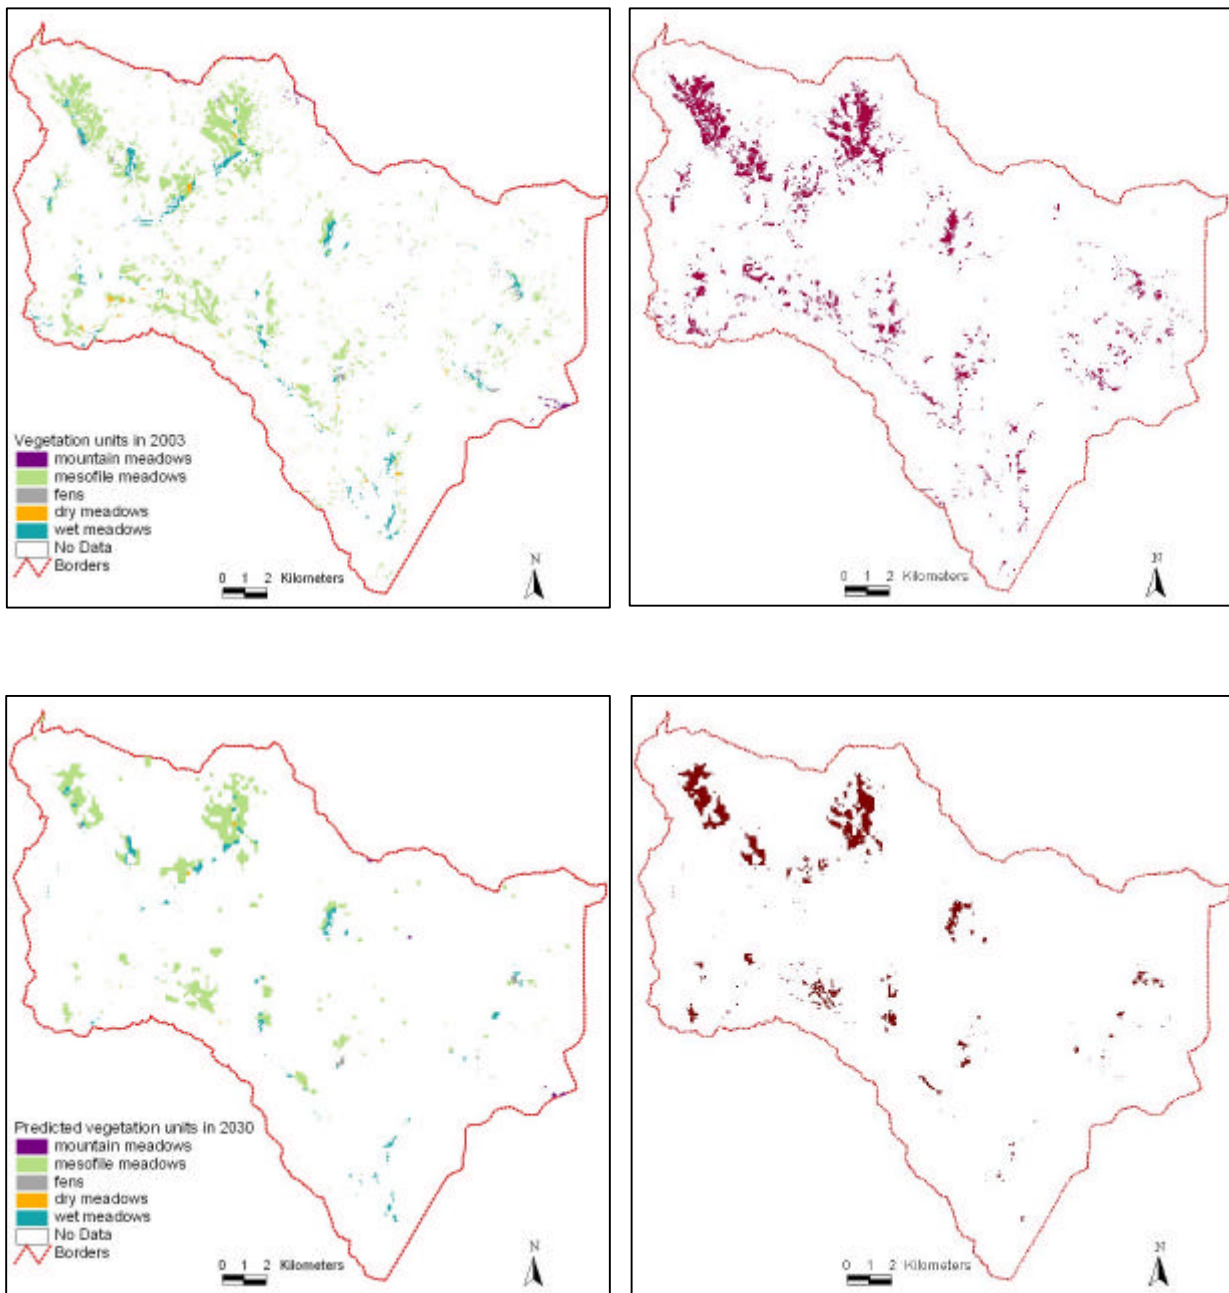 Vegetation units in 2003
mountain meadows
mesofile meadows
fens
dry meadows
wet meadows
No Data
Borders
0 1 2 Kilometers
N
0 1 2 Kilometers
N
Predicted vegetation units in 2030
mountain meadows
mesofile meadows
fens
dry meadows
wet meadows
No Data
Borders
0 1 2 Kilometers
N
0 1 2 Kilometers
N